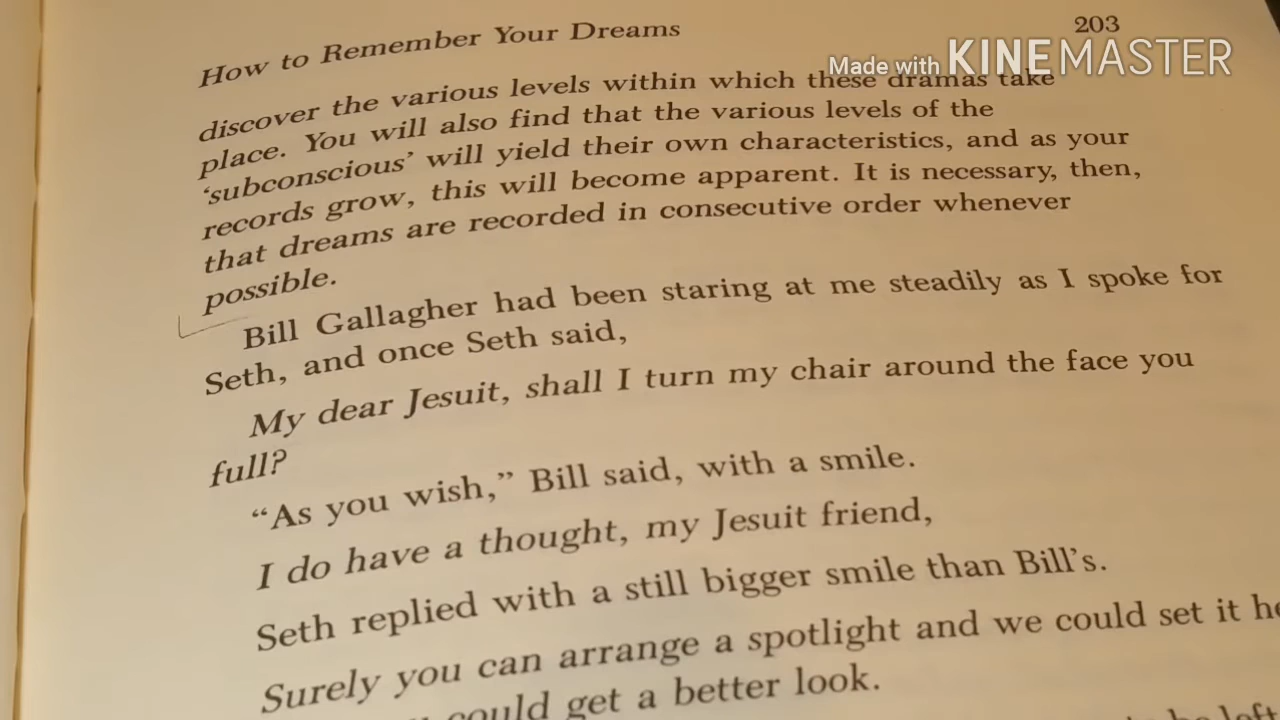 How to Remember Your Dreams 203
Made with KINEMASTER
discover the various levels within which these dramas take
place. You will also find that the various levels of the
‘subconscious’ will yield their own characteristics, and as your
records grow, this will become apparent. It is necessary, then,
that dreams are recorded in consecutive order whenever
possible.
Bill Gallagher had been staring at me steadily as I spoke for
Seth, and once Seth said,
My dear Jesuit, shall I turn my chair around the face you
full?
“As you wish,” Bill said, with a smile.
I do have a thought, my Jesuit friend,
Seth replied with a still bigger smile than Bill’s.
Surely you can arrange a spotlight and we could set it
could get a better look.